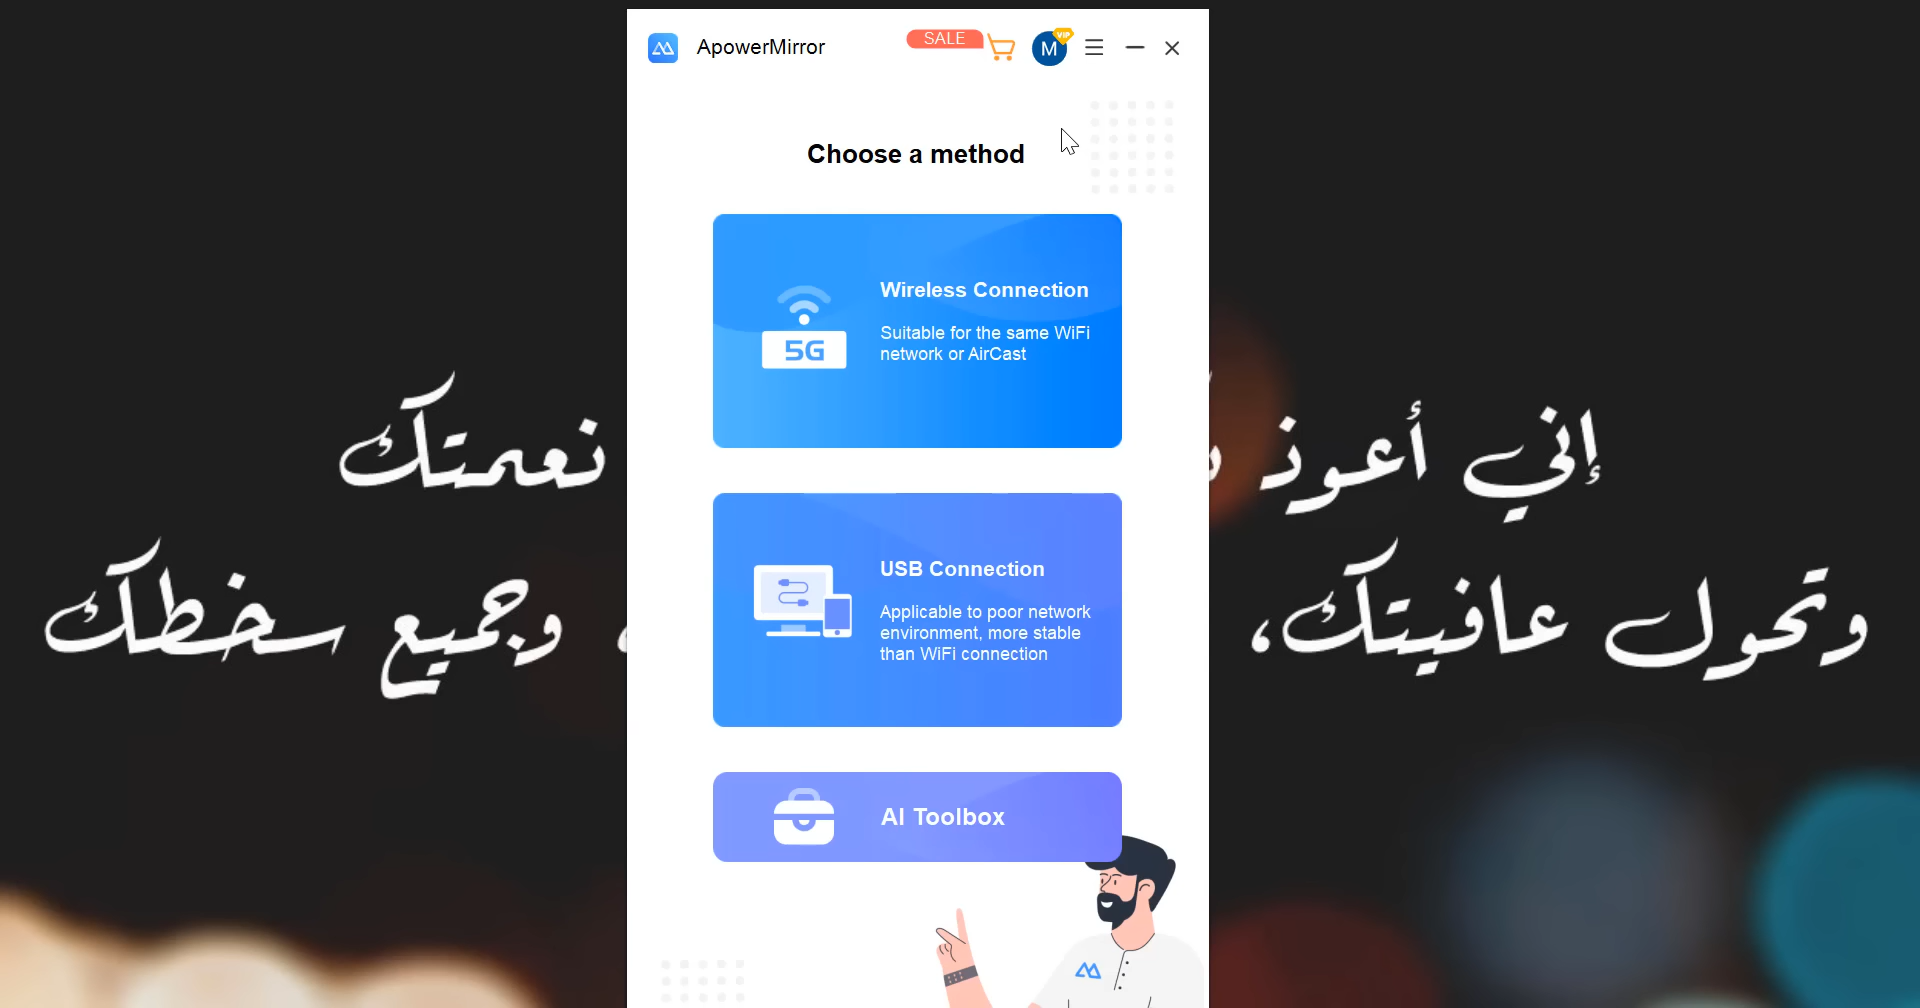 ApowerMirror
SALE
M
VIP
Choose a method
5G
Wireless Connection
Suitable for the same WiFi
network or AirCast
USB Connection
Applicable to poor network
environment, more stable
than WiFi connection
AI Toolbox
إني أعوذ
نعمتك
وتحول عافيتك،
وجميع سخطك